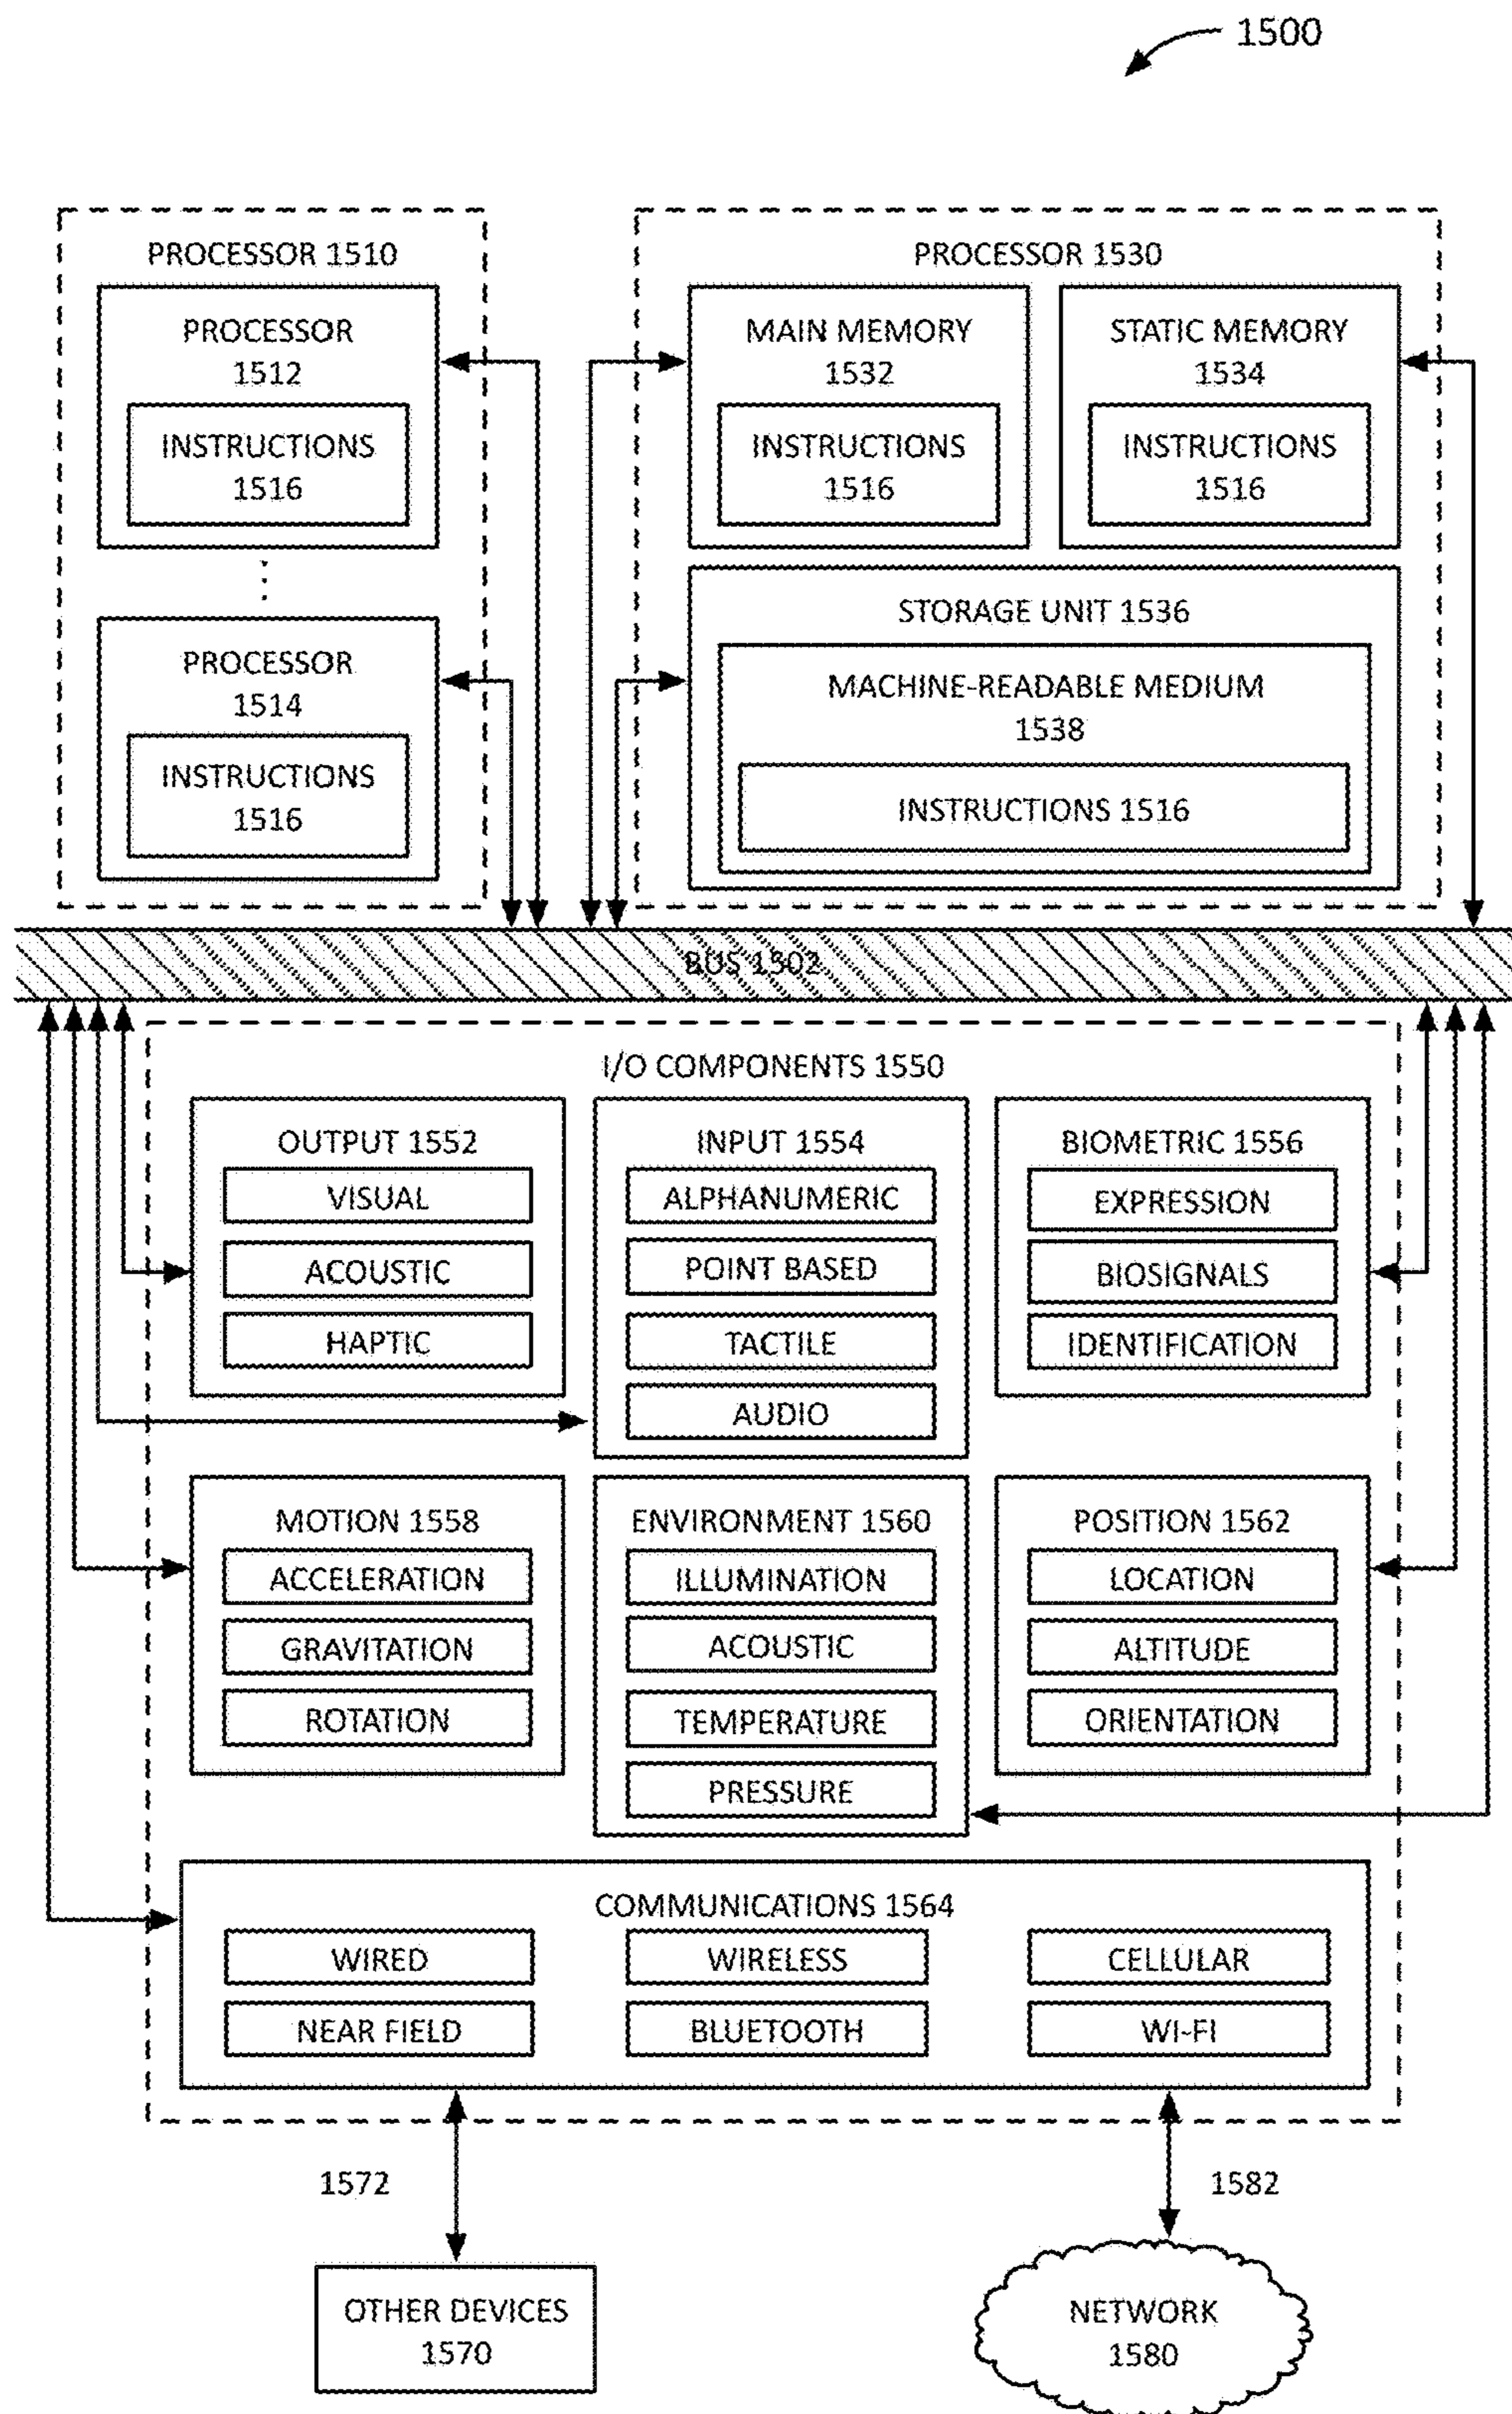 1500
PROCESSOR 1510
PROCESSOR
1512
INSTRUCTIONS
1516
PROCESSOR
1514
INSTRUCTIONS
1516
PROCESSOR 1530
MAIN MEMORY
1532
INSTRUCTIONS
1516
STATIC MEMORY
1534
INSTRUCTIONS
1516
STORAGE UNIT 1536
MACHINE-READABLE MEDIUM
1538
INSTRUCTIONS 1516
BUS 1502
I/O COMPONENTS 1550
OUTPUT 1552
VISUAL
ACOUSTIC
HAPTIC
INPUT 1554
ALPHANUMERIC
POINT BASED
TACTILE
AUDIO
BIOMETRIC 1556
EXPRESSION
BIOSIGNALS
IDENTIFICATION
MOTION 1558
ACCELERATION
GRAVITATION
ROTATION
ENVIRONMENT 1560
ILLUMINATION
ACOUSTIC
TEMPERATURE
PRESSURE
POSITION 1562
LOCATION
ALTITUDE
ORIENTATION
COMMUNICATIONS 1564
WIRED
WIRELESS
CELLULAR
NEAR FIELD
BLUETOOTH
WI-FI
1572
1582
OTHER DEVICES
1570
NETWORK
1580